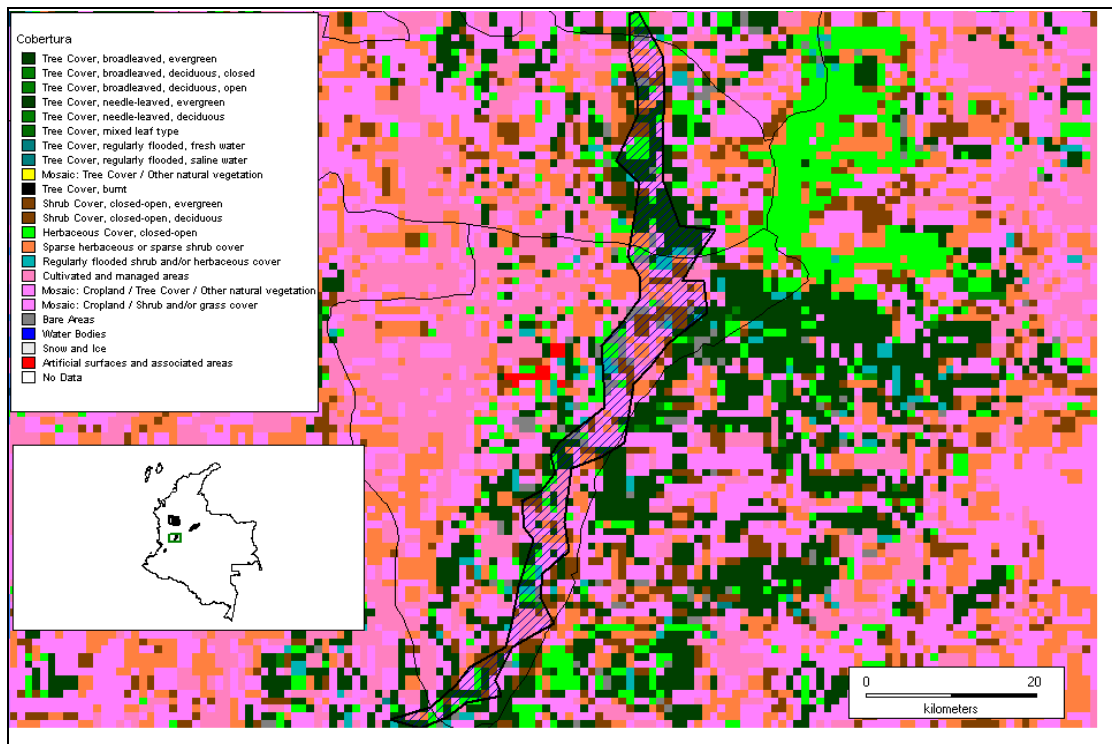 Cobertura
Tree Cover, broadleaved, evergreen
Tree Cover, broadleaved, deciduous, closed
Tree Cover, broadleaved, deciduous, open
Tree Cover, needle-leaved, evergreen
Tree Cover, needle-leaved, deciduous
Tree Cover, mixed leaf type
Tree Cover, regularly flooded, fresh water
Tree Cover, regularly flooded, saline water
Mosaic: Tree Cover / Other natural vegetation
Tree Cover, burnt
Shrub Cover, closed-open, evergreen
Shrub Cover, closed-open, deciduous
Herbaceous Cover, closed-open
Sparse herbaceous or sparse shrub cover
Regularly flooded shrub and/or herbaceous cover
Cultivated and managed areas
Mosaic: Cropland / Tree Cover / Other natural vegetation
Mosaic: Cropland / Shrub and/or grass cover
Bare Areas
Water Bodies
Snow and Ice
Artificial surfaces and associated areas
No Data
0 20
kilometers